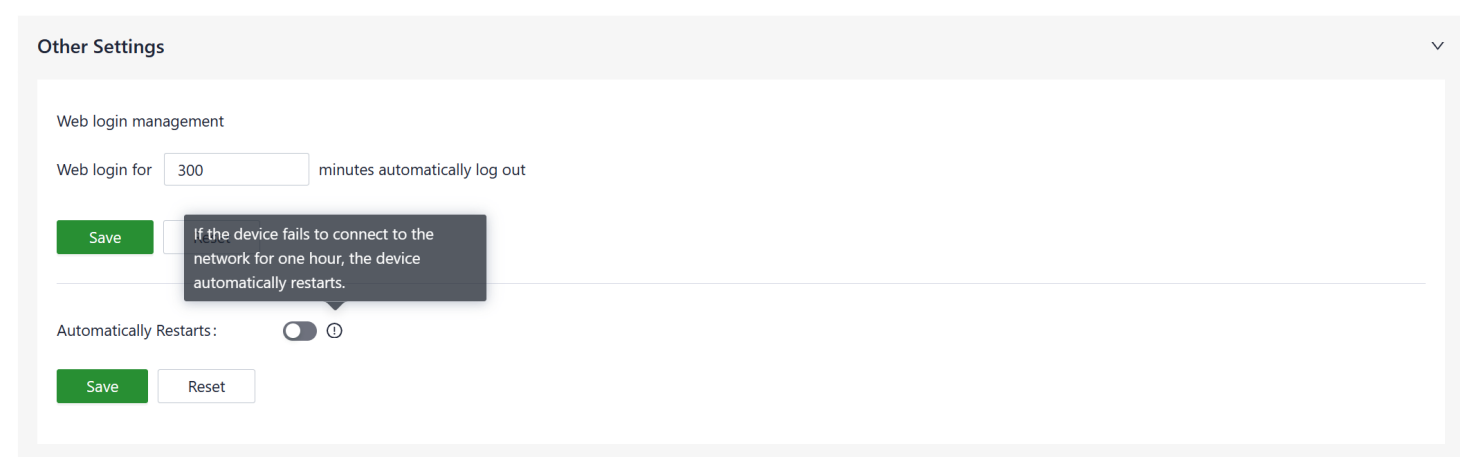 Other Settings
Web login management
Web login for 300 minutes automatically log out
Save Reset
If the device fails to connect to the
network for one hour, the device
automatically restarts.
Automatically Restarts:
Save Reset